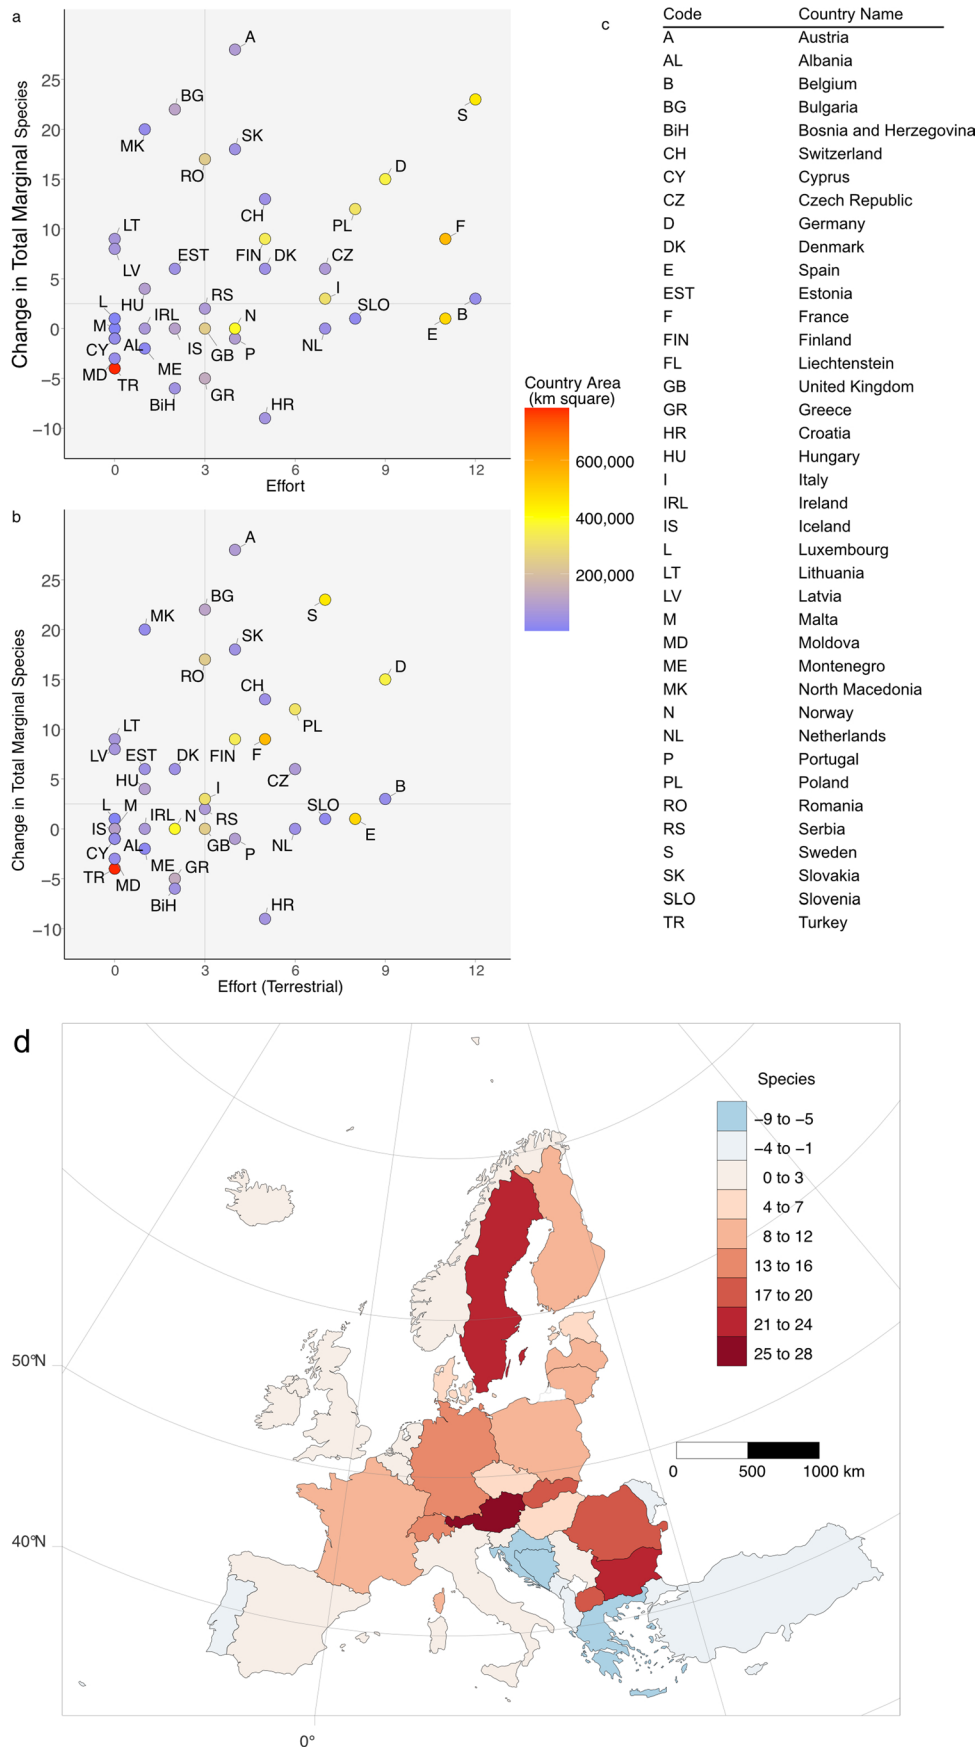 a
Change in Total Marginal Species
25
20
15
10
5
0
−5
−10
A
BG
MK
SK
RO
S
D
CH
PL
F
LT
LV
EST
FIN
DK
CZ
HU
I
L
IRL
RS
N
SLO
B
M
IS
GB
P
NL
E
CY
AL
ME
MD
TR
BiH
GR
HR
0
3
6
9
12
Effort
Country Area
(km square)
600,000
400,000
200,000
b
Change in Total Marginal Species
25
20
15
10
5
0
−5
−10
A
BG
MK
S
SK
RO
D
CH
PL
LT
LV
EST
DK
FIN
F
HU
CZ
I
B
L
M
IRL
N
RS
SLO
IS
GB
P
NL
E
CY
AL
ME
TR
MD
GR
BiH
HR
0
3
6
9
12
Effort (Terrestrial)
c
Code Country Name
A Austria
AL Albania
B Belgium
BG Bulgaria
BiH Bosnia and Herzegovina
CH Switzerland
CY Cyprus
CZ Czech Republic
D Germany
DK Denmark
E Spain
EST Estonia
F France
FIN Finland
FL Liechtenstein
GB United Kingdom
GR Greece
HR Croatia
HU Hungary
I Italy
IRL Ireland
IS Iceland
L Luxembourg
LT Lithuania
LV Latvia
M Malta
MD Moldova
ME Montenegro
MK North Macedonia
N Norway
NL Netherlands
P Portugal
PL Poland
RO Romania
RS Serbia
S Sweden
SK Slovakia
SLO Slovenia
TR Turkey
d
Species
−9 to −5
−4 to −1
0 to 3
4 to 7
8 to 12
13 to 16
17 to 20
21 to 24
25 to 28
50°N
40°N
0°
0 500 1000 km